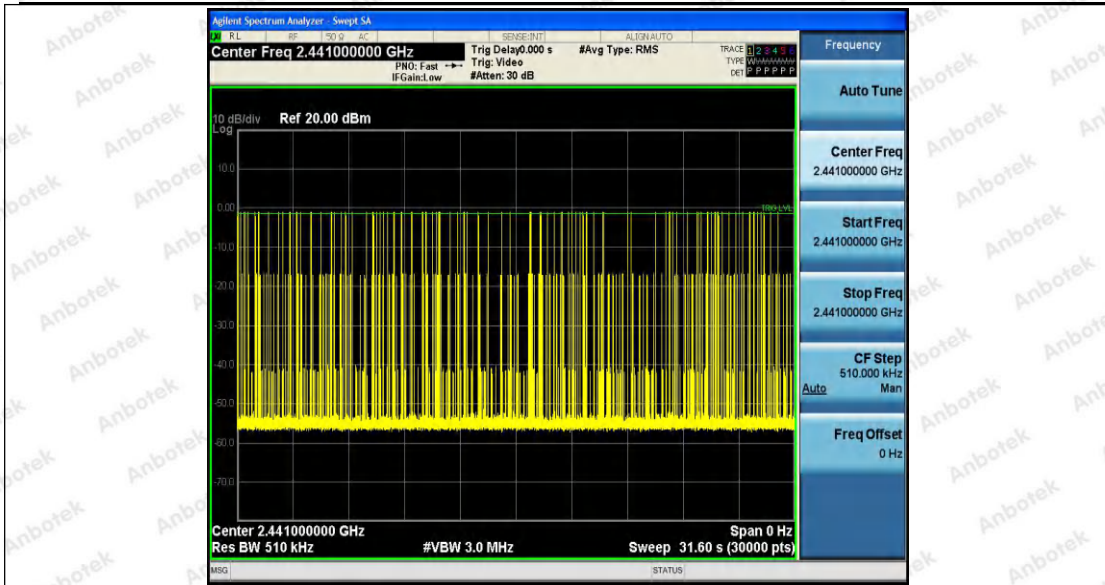 Agilent Spectrum Analyzer - Swept SA
RL RF 50 Ω AC SENSE:INT ALIGNAUTO
Center Freq 2.441000000 GHz
PNO: Fast
IFGain:Low
Trig Delay0.000 s
Trig: Video
#Atten: 30 dB
#Avg Type: RMS
TRACE 1 2 3 4 5 6
TYPE WWWWWW
DET P P P P P P
10 dB/div Ref 20.00 dBm
Log
10.0
0.00
TRIG LVL
-10.0
-20.0
-30.0
-40.0
-50.0
-60.0
-70.0
Center 2.441000000 GHz Span 0 Hz
Res BW 510 kHz #VBW 3.0 MHz Sweep 31.60 s (30000 pts)
MSG STATUS
Frequency
Auto Tune
Center Freq
2.441000000 GHz
Start Freq
2.441000000 GHz
Stop Freq
2.441000000 GHz
CF Step
510.000 kHz
Auto Man
Freq Offset
0 Hz
Anbotek